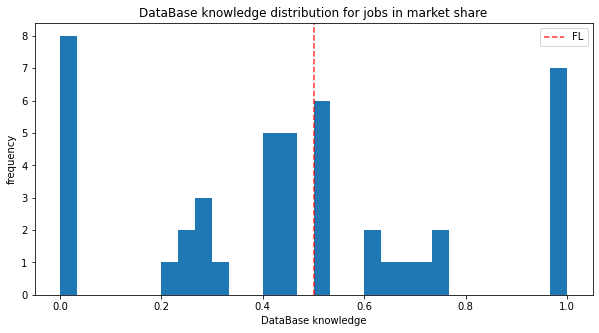 DataBase knowledge distribution for jobs in market share
FL
8
7
6
5
4
3
2
1
0
frequency
0.0 0.2 0.4 0.6 0.8 1.0
DataBase knowledge